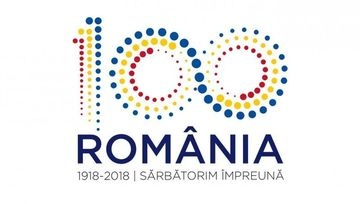 100
ROMÂNIA
1918-2018 | SĂRBĂTORIM ÎMPREUNĂ